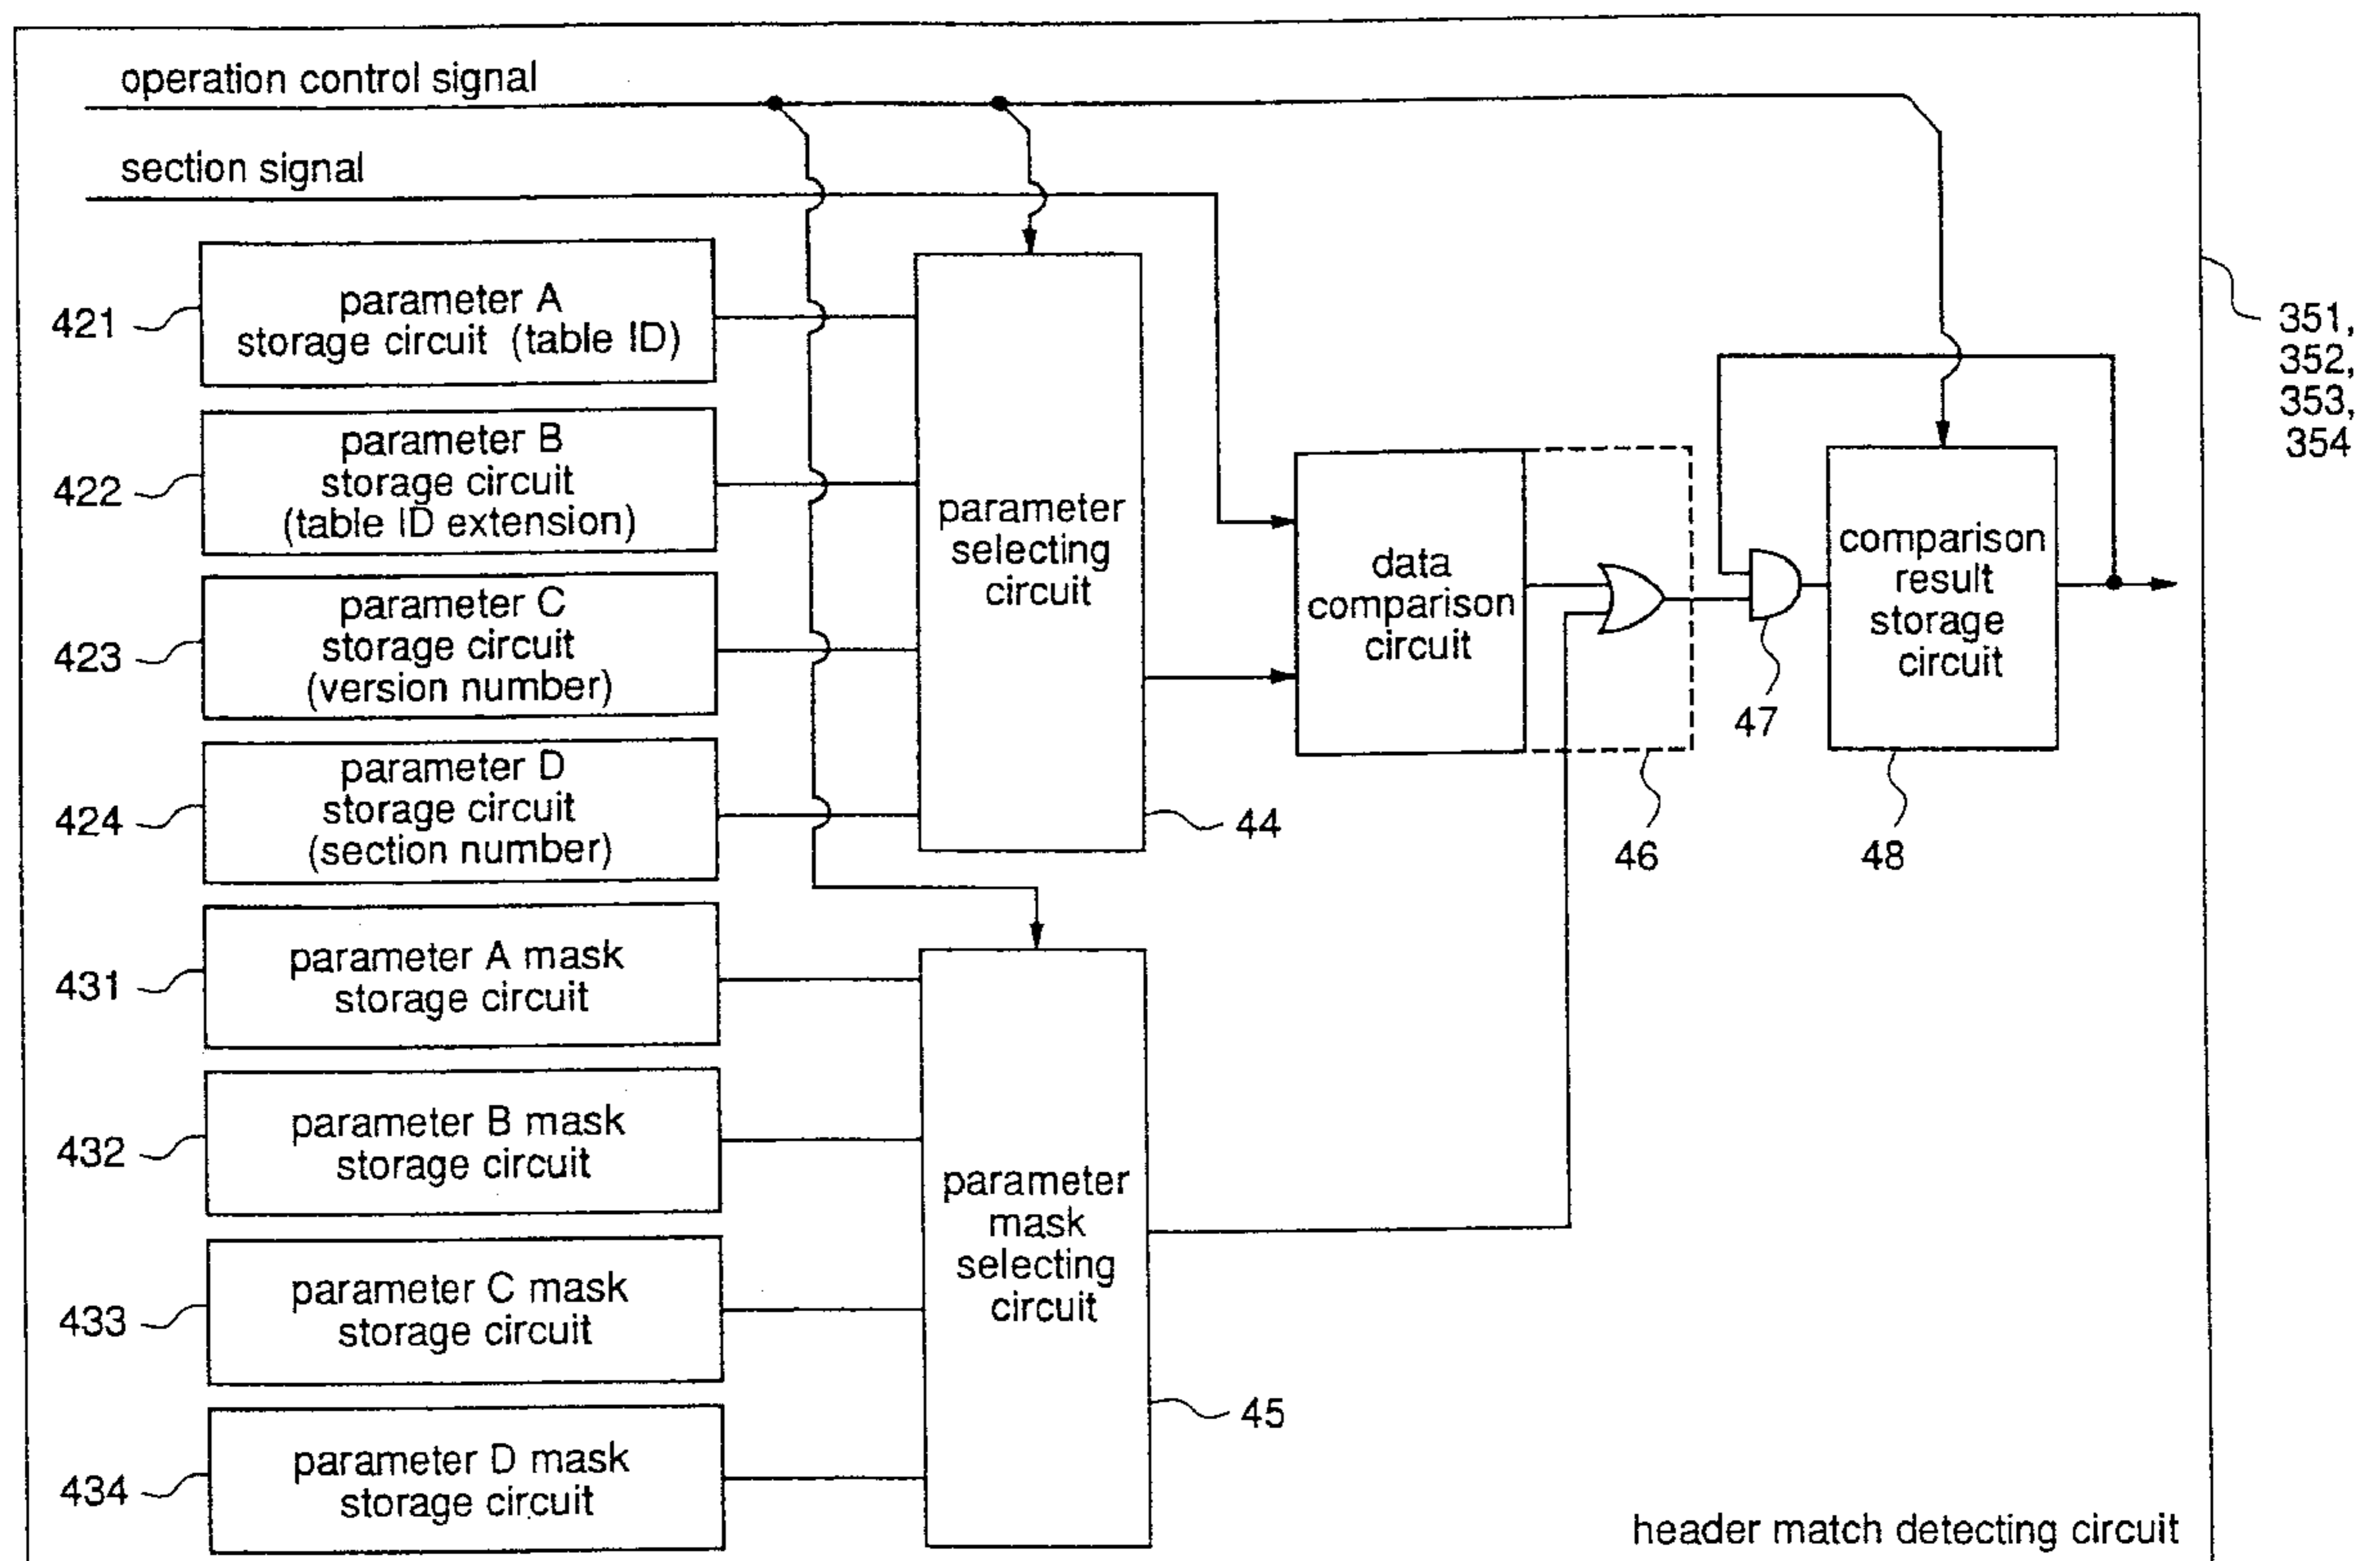 operation control signal
section signal
421
parameter A
storage circuit (table ID)
422
parameter B
storage circuit
(table ID extension)
423
parameter C
storage circuit
(version number)
424
parameter D
storage circuit
(section number)
parameter
selecting
circuit
44
data
comparison
circuit
46
47
comparison
result
storage
circuit
48
351,
352,
353,
354
431
parameter A mask
storage circuit
432
parameter B mask
storage circuit
433
parameter C mask
storage circuit
434
parameter D mask
storage circuit
parameter
mask
selecting
circuit
45
header match detecting circuit